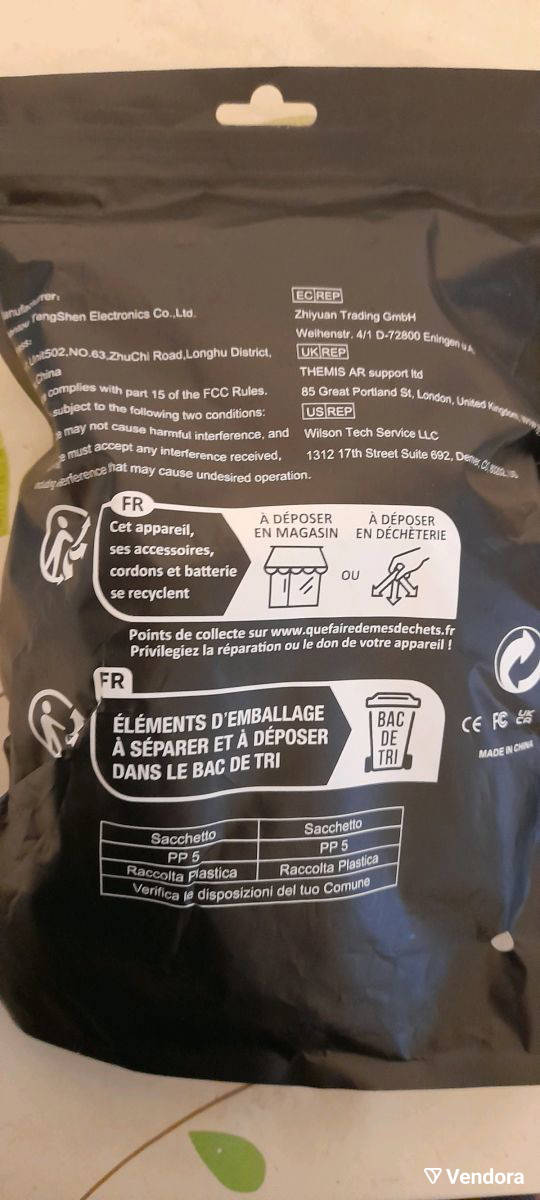 TengShen Electronics Co.,Ltd.
Unit502,NO.63,ZhuChi Road,Longhu District,
China
complies with part 15 of the FCC Rules.
subject to the following two conditions:
may not cause harmful interference, and
must accept any interference received,
interference that may cause undesired operation.
EC REP
Zhiyuan Trading GmbH
Weihenstr. 4/1 D-72800 Eningen u.A.
UK REP
THEMIS AR support ltd
85 Great Portland St, London, United Kingdom,
US REP
Wilson Tech Service LLC
1312 17th Street Suite 692, Denver,
FR
Cet appareil,
ses accessoires,
cordons et batterie
se recyclent
À DÉPOSER
EN MAGASIN
OU
À DÉPOSER
EN DÉCHÈTERIE
Points de collecte sur www.quefairedemesdechets.fr
Privilegiez la réparation ou le don de votre appareil !
FR
ÉLÉMENTS D'EMBALLAGE
À SÉPARER ET À DÉPOSER
DANS LE BAC DE TRI
BAC
DE
TRI
CE FC UK CA
MADE IN CHINA
Sacchetto Sacchetto
PP 5 PP 5
Raccolta Plastica Raccolta Plastica
Verifica le disposizioni del tuo Comune
Vendora